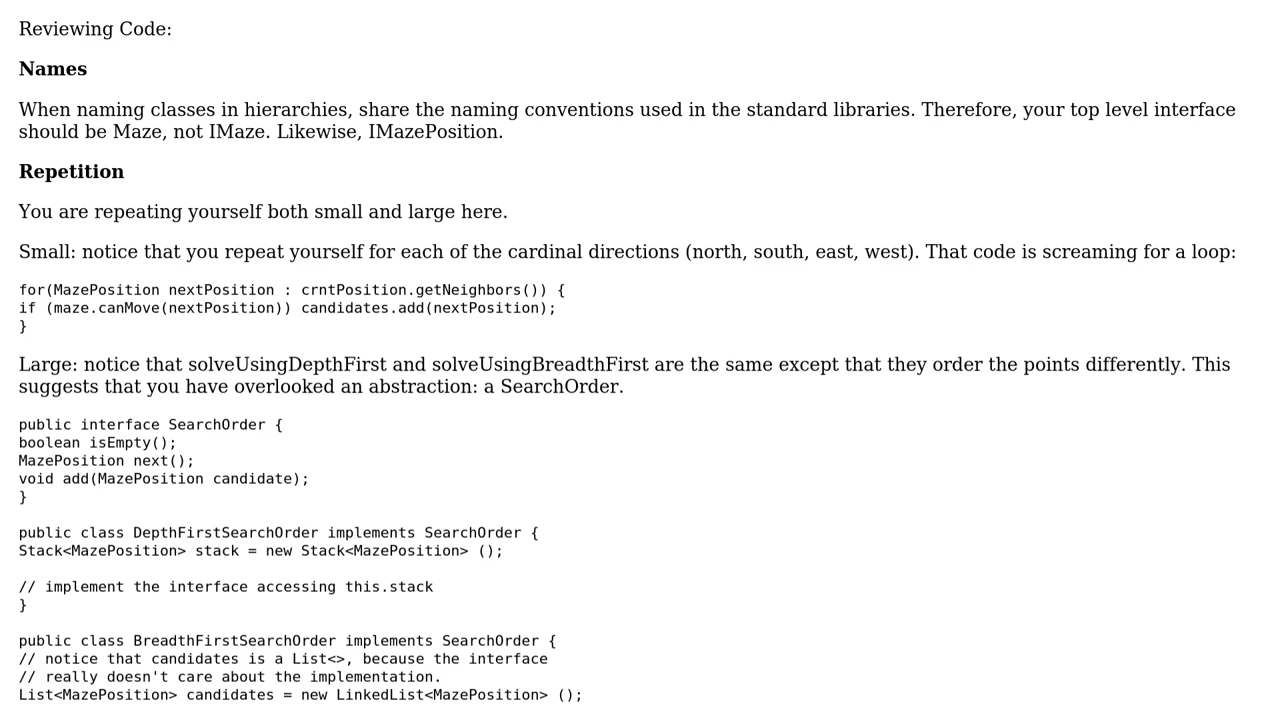 Reviewing Code:
Names
When naming classes in hierarchies, share the naming conventions used in the standard libraries. Therefore, your top level interface
should be Maze, not IMaze. Likewise, IMazePosition.
Repetition
You are repeating yourself both small and large here.
Small: notice that you repeat yourself for each of the cardinal directions (north, south, east, west). That code is screaming for a loop:
for(MazePosition nextPosition : crntPosition.getNeighbors()) {
if (maze.canMove(nextPosition)) candidates.add(nextPosition);
}
Large: notice that solveUsingDepthFirst and solveUsingBreadthFirst are the same except that they order the points differently. This
suggests that you have overlooked an abstraction: a SearchOrder.
public interface SearchOrder {
boolean isEmpty();
MazePosition next();
void add(MazePosition candidate);
}
public class DepthFirstSearchOrder implements SearchOrder {
Stack<MazePosition> stack = new Stack<MazePosition> ();
// implement the interface accessing this.stack
}
public class BreadthFirstSearchOrder implements SearchOrder {
// notice that candidates is a List<>, because the interface
// really doesn't care about the implementation.
List<MazePosition> candidates = new LinkedList<MazePosition> ();